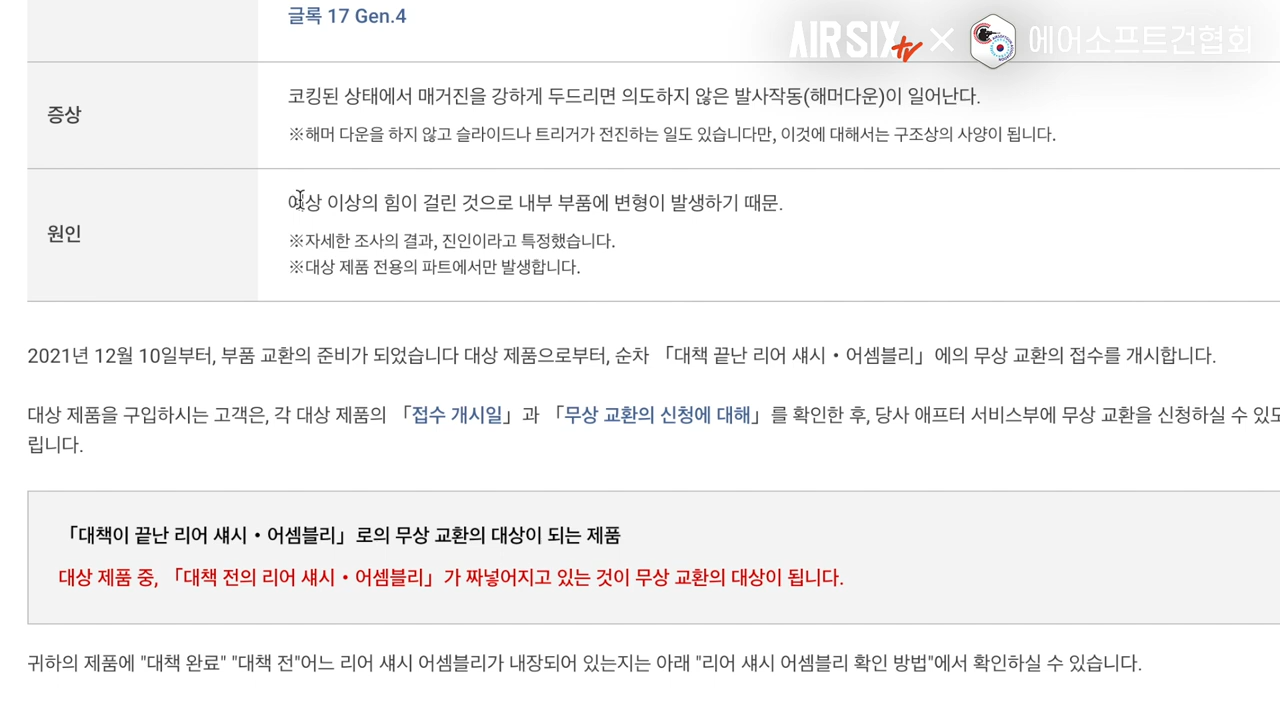 글록 17 Gen.4
AIRSIX tv × 에어소프트건협회
증상
코킹된 상태에서 매거진을 강하게 두드리면 의도하지 않은 발사작동(해머다운)이 일어난다.
※해머 다운을 하지 않고 슬라이드나 트리거가 전진하는 일도 있습니다만, 이것에 대해서는 구조상의 사양이 됩니다.
원인
예상 이상의 힘이 걸린 것으로 내부 부품에 변형이 발생하기 때문.
※자세한 조사의 결과, 진인이라고 특정했습니다.
※대상 제품 전용의 파트에서만 발생합니다.
2021년 12월 10일부터, 부품 교환의 준비가 되었습니다 대상 제품으로부터, 순차 「대책 끝난 리어 섀시・어셈블리」에의 무상 교환의 접수를 개시합니다.
대상 제품을 구입하시는 고객은, 각 대상 제품의 「접수 개시일」과 「무상 교환의 신청에 대해」를 확인한 후, 당사 애프터 서비스부에 무상 교환을 신청하실 수 있도
립니다.
「대책이 끝난 리어 섀시・어셈블리」로의 무상 교환의 대상이 되는 제품
대상 제품 중, 「대책 전의 리어 섀시・어셈블리」가 짜넣어지고 있는 것이 무상 교환의 대상이 됩니다.
귀하의 제품에 "대책 완료" "대책 전"어느 리어 섀시 어셈블리가 내장되어 있는지는 아래 "리어 섀시 어셈블리 확인 방법"에서 확인하실 수 있습니다.